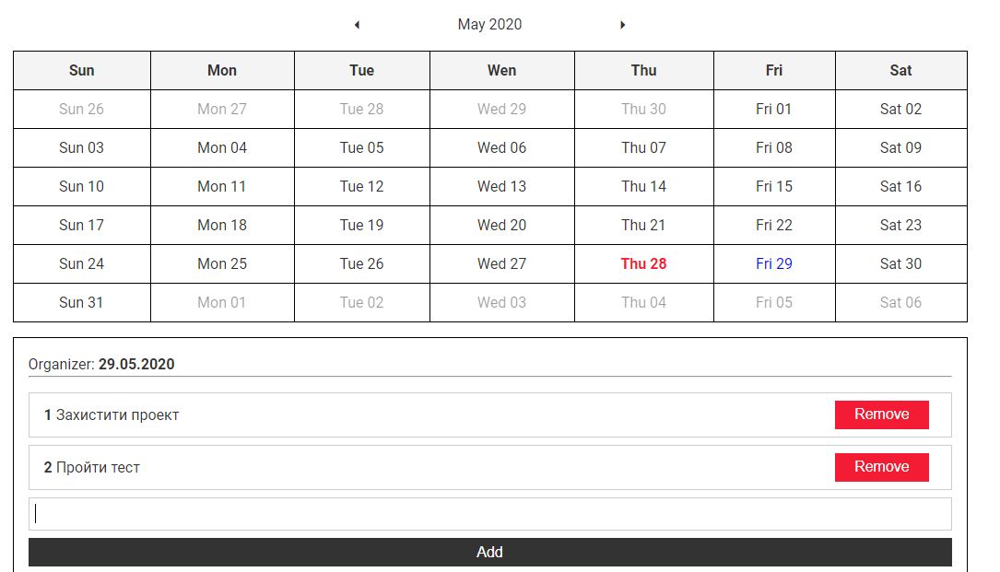 May 2020
Sun Mon Tue Wen Thu Fri Sat
Sun 26 Mon 27 Tue 28 Wed 29 Thu 30 Fri 01 Sat 02
Sun 03 Mon 04 Tue 05 Wed 06 Thu 07 Fri 08 Sat 09
Sun 10 Mon 11 Tue 12 Wed 13 Thu 14 Fri 15 Sat 16
Sun 17 Mon 18 Tue 19 Wed 20 Thu 21 Fri 22 Sat 23
Sun 24 Mon 25 Tue 26 Wed 27 Thu 28 Fri 29 Sat 30
Sun 31 Mon 01 Tue 02 Wed 03 Thu 04 Fri 05 Sat 06
Organizer: 29.05.2020
1 Захистити проект Remove
2 Пройти тест Remove
Add